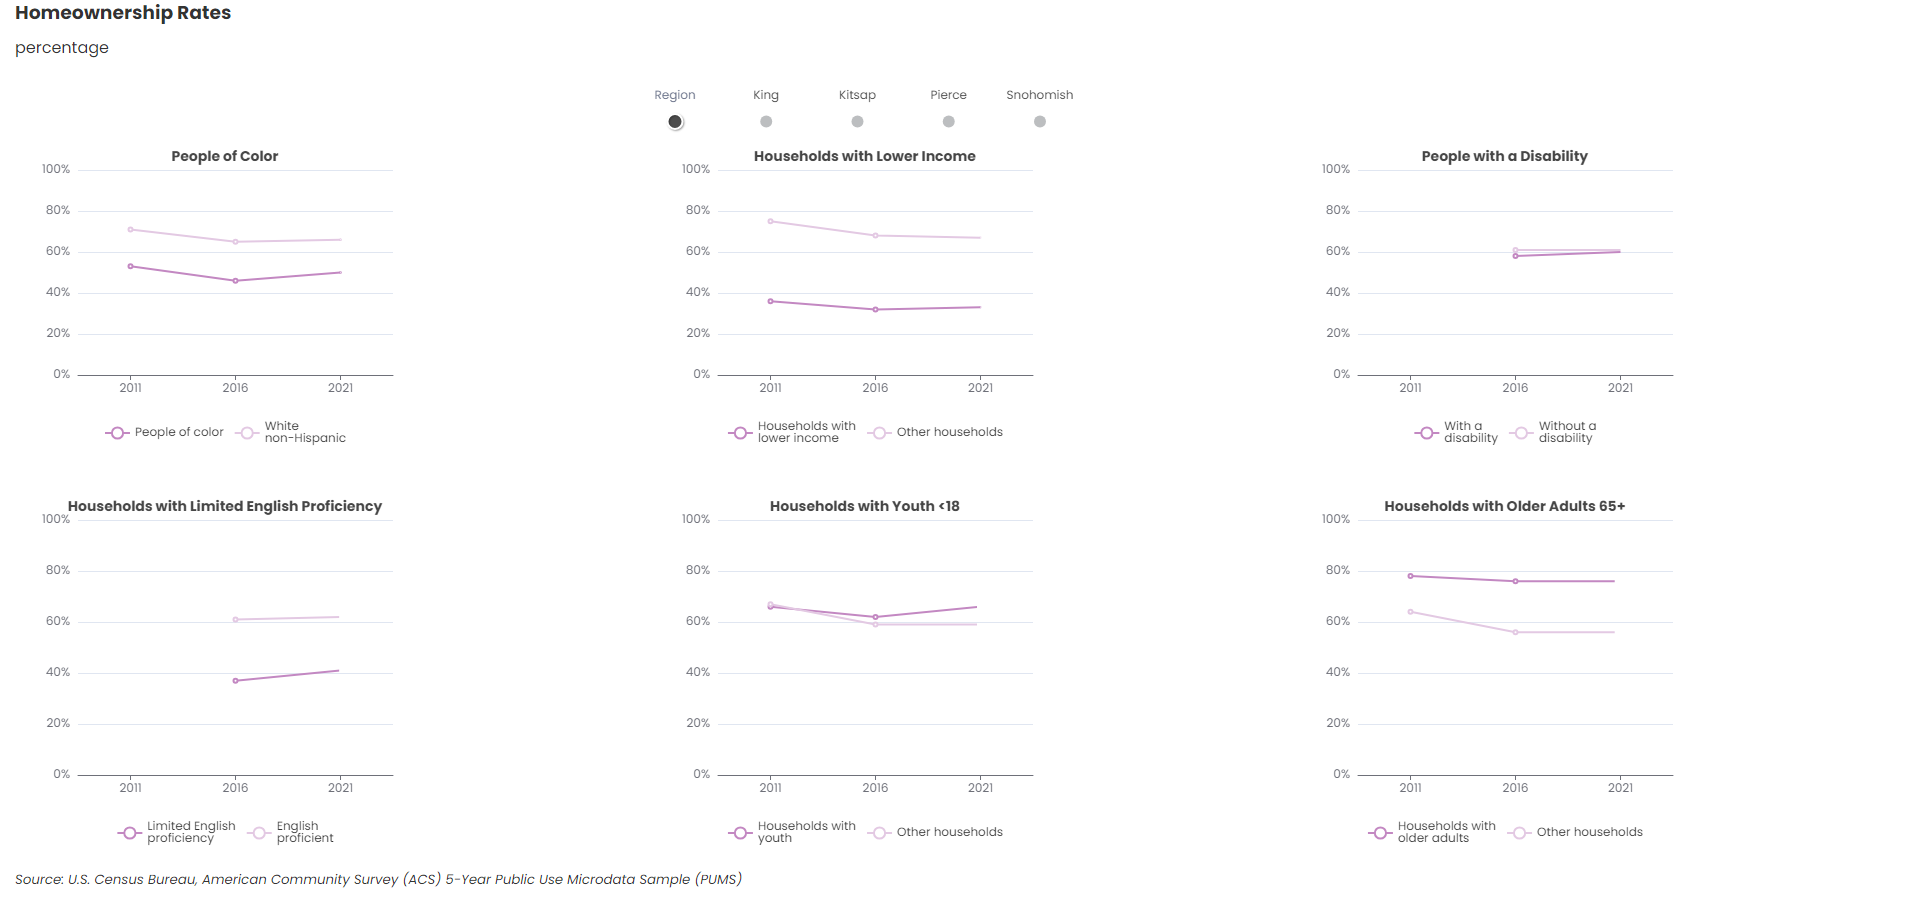 Homeownership Rates
percentage
Region King Kitsap Pierce Snohomish
People of Color
100%
80%
60%
40%
20%
0%
2011 2016 2021
People of color White
non-Hispanic
Households with Lower Income
100%
80%
60%
40%
20%
0%
2011 2016 2021
Households with
lower income Other households
People with a Disability
100%
80%
60%
40%
20%
0%
2011 2016 2021
With a
disability Without a
disability
Households with Limited English Proficiency
100%
80%
60%
40%
20%
0%
2011 2016 2021
Limited English
proficiency English
proficient
Households with Youth <18
100%
80%
60%
40%
20%
0%
2011 2016 2021
Households with
youth Other households
Households with Older Adults 65+
100%
80%
60%
40%
20%
0%
2011 2016 2021
Households with
older adults Other households
Source: U.S. Census Bureau, American Community Survey (ACS) 5-Year Public Use Microdata Sample (PUMS)